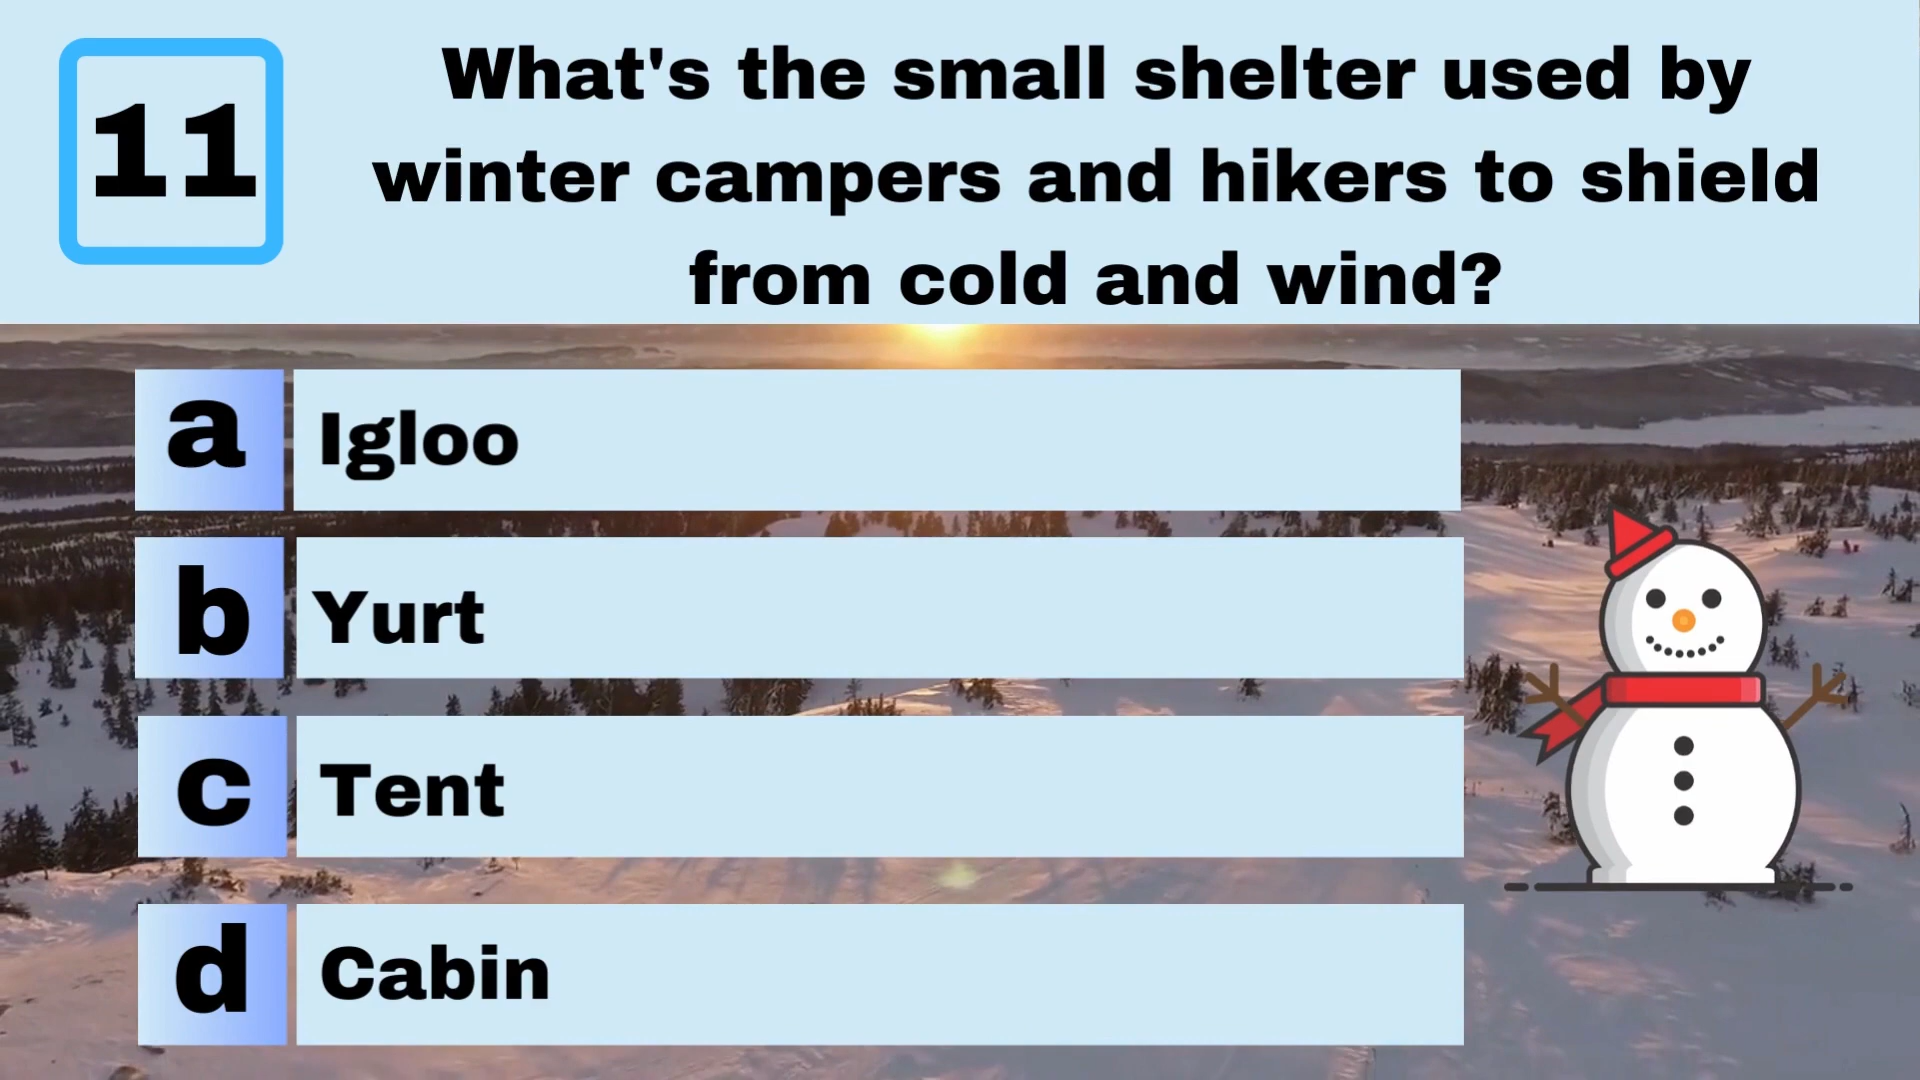 11
What's the small shelter used by
winter campers and hikers to shield
from cold and wind?
a Igloo
b Yurt
c Tent
d Cabin